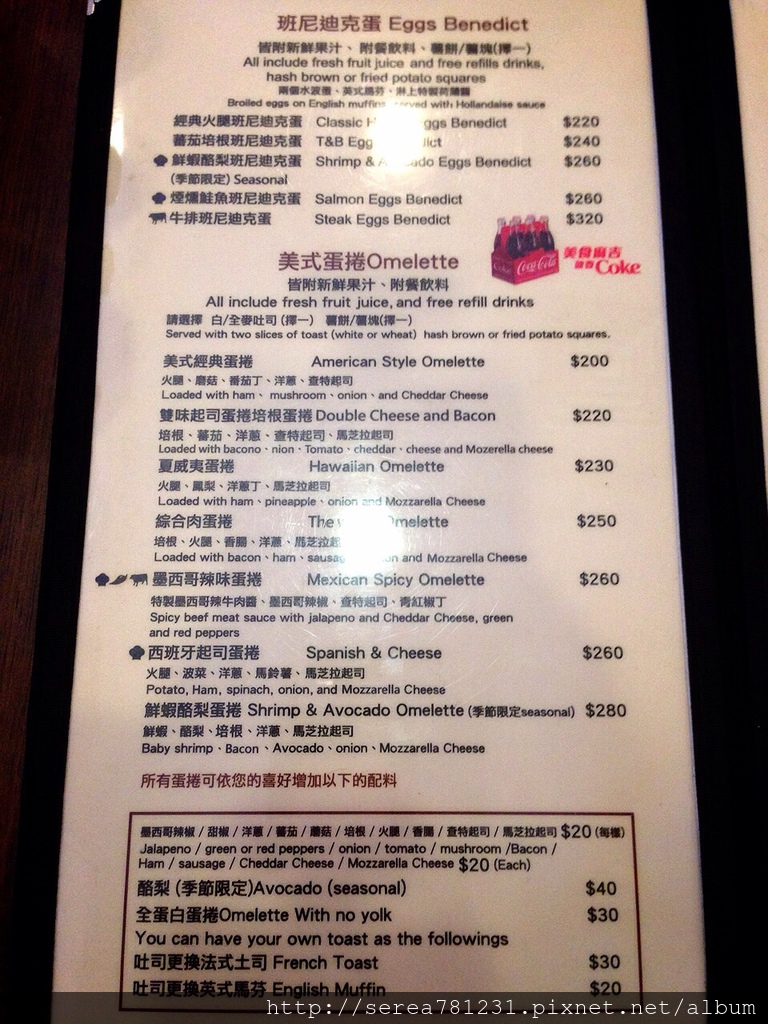 班尼迪克蛋 Eggs Benedict
皆附新鮮果汁、附餐飲料、薯餅/薯塊(擇一)
All include fresh fruit juice and free refills drinks,
hash brown or fried potato squares
兩個水波蛋、英式馬芬、淋上特製荷蘭醬
Broiled eggs on English muffins, served with Hollandaise sauce
經典火腿班尼迪克蛋 Classic Eggs Benedict $220
蕃茄培根班尼迪克蛋 T&B $240
鮮蝦酪梨班尼迪克蛋 Shrimp & Eggs Benedict $260
(季節限定) Seasonal
煙燻鮭魚班尼迪克蛋 Salmon Eggs Benedict $260
牛排班尼迪克蛋 Steak Eggs Benedict $320
Coke Coca-Cola
美食麻吉
Coke
美式蛋捲Omelette
皆附新鮮果汁、附餐飲料
All include fresh fruit juice, and free refill drinks
請選擇 白/全麥吐司(擇一) 薯餅/薯塊(擇一)
Served with two slices of toast (white or wheat) hash brown or fried potato squares.
美式經典蛋捲 American Style Omelette $200
火腿、磨菇、番茄丁、洋蔥、查特起司
Loaded with ham、mushroom、onion、and Cheddar Cheese
雙味起司蛋捲培根蛋捲 Double Cheese and Bacon $220
培根、蕃茄、洋蔥、查特起司、馬芝拉起司
Loaded with bacono、nion、Tomato、cheddar、cheese and Mozerella cheese
夏威夷蛋捲 Hawaiian Omelette $230
火腿、鳳梨、洋蔥丁、馬芝拉起司
Loaded with ham、pineapple、onion and Mozzarella Cheese
綜合肉蛋捲 The Omelette $250
培根、火腿、香腸、洋蔥、馬芝拉起
Loaded with bacon、ham、and Mozzarella Cheese
墨西哥辣味蛋捲 Mexican Spicy Omelette $260
特製墨西哥辣牛肉醬、墨西哥辣椒、查特起司、青紅椒丁
Spicy beef meat sauce with jalapeno and Cheddar Cheese, green
and red peppers
西班牙起司蛋捲 Spanish & Cheese $260
火腿、波菜、洋蔥、馬鈴薯、馬芝拉起司
Potato, Ham, spinach, onion, and Mozzarella Cheese
鮮蝦酪梨蛋捲 Shrimp & Avocado Omelette (季節限定seasonal) $280
鮮蝦、酪梨、培根、洋蔥、馬芝拉起司
Baby shrimp、Bacon、Avocado、onion、Mozzarella Cheese
所有蛋捲可依您的喜好增加以下的配料
墨西哥辣椒 / 甜椒 / 洋蔥 / 蕃茄 / 蘑菇 / 培根 / 火腿 / 香腸 / 查特起司 / 馬芝拉起司 $20 (每樣)
Jalapeno / green or red peppers / onion / tomato / mushroom /Bacon /
Ham / sausage / Cheddar Cheese / Mozzarella Cheese $20 (Each)
酪梨 (季節限定)Avocado (seasonal) $40
全蛋白蛋捲Omelette With no yolk $30
You can have your own toast as the followings
吐司更換法式土司 French Toast $30
吐司更換英式馬芬 English Muffin $20
http://serea781231.pixnet.net/album